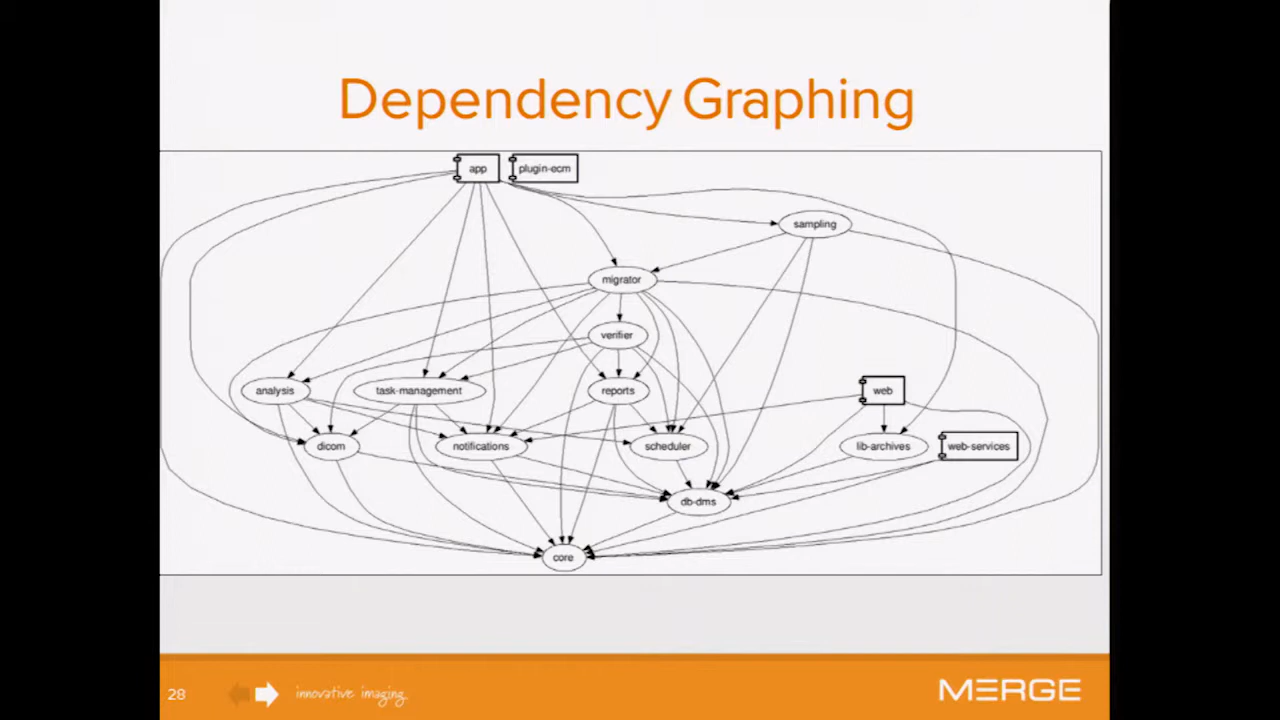 Dependency Graphing
app
plugin-ecm
sampling
migrator
verifier
analysis
task-management
reports
web
dicom
notifications
scheduler
lib-archives
web-services
db-dms
core
28
innovative imaging.
MERGE